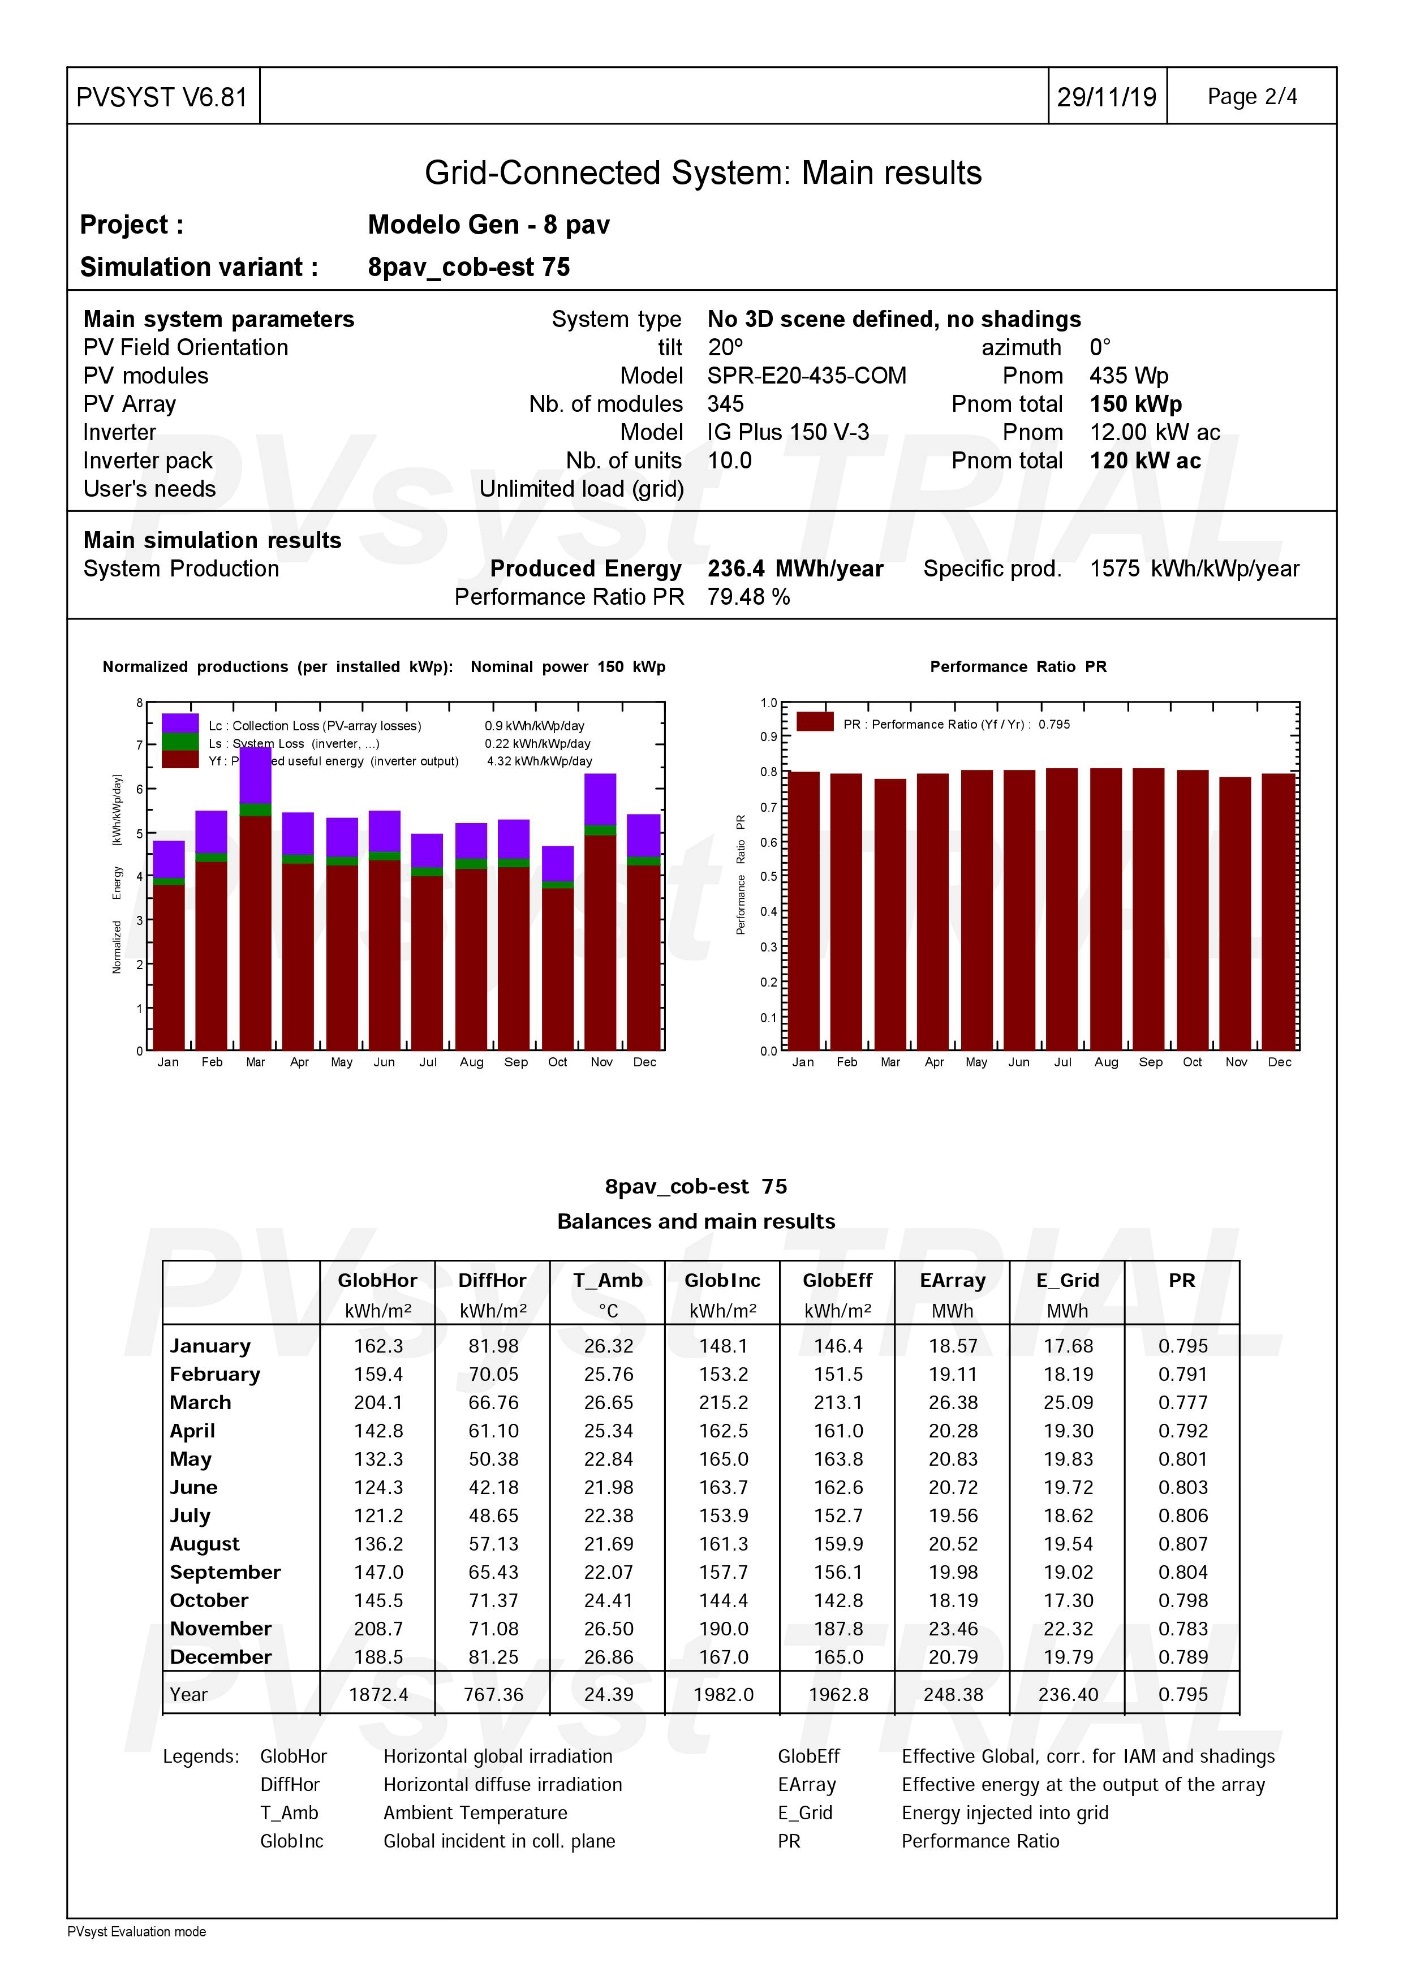 PVSYST V6.81 29/11/19 Page 2/4
Grid-Connected System: Main results
Project : Modelo Gen - 8 pav
Simulation variant : 8pav_cob-est 75
Main system parameters System type No 3D scene defined, no shadings
PV Field Orientation tilt 20º azimuth 0°
PV modules Model SPR-E20-435-COM Pnom 435 Wp
PV Array Nb. of modules 345 Pnom total 150 kWp
Inverter Model IG Plus 150 V-3 Pnom 12.00 kW ac
Inverter pack Nb. of units 10.0 Pnom total 120 kW ac
User's needs Unlimited load (grid)
PVsyst TRIAL
Main simulation results
System Production Produced Energy 236.4 MWh/year Specific prod. 1575 kWh/kWp/year
Performance Ratio PR 79.48 %
Normalized productions (per installed kWp): Nominal power 150 kWp
Lc : Collection Loss (PV-array losses) 0.9 kWh/kWp/day
Ls : System Loss (inverter, ...) 0.22 kWh/kWp/day
Yf : P ed useful energy (inverter output) 4.32 kWh/kWp/day
Normalized Energy [kWh/kWp/day]
8
7
6
5
4
3
2
1
0
Jan Feb Mar Apr May Jun Jul Aug Sep Oct Nov Dec
Performance Ratio PR
PR : Performance Ratio (Yf / Yr) : 0.795
Performance Ratio PR
1.0
0.9
0.8
0.7
0.6
0.5
0.4
0.3
0.2
0.1
0.0
Jan Feb Mar Apr May Jun Jul Aug Sep Oct Nov Dec
PVsyst TRIAL
8pav_cob-est 75
Balances and main results
GlobHor DiffHor T_Amb GlobInc GlobEff EArray E_Grid PR
kWh/m² kWh/m² °C kWh/m² kWh/m² MWh MWh
January 162.3 81.98 26.32 148.1 146.4 18.57 17.68 0.795
February 159.4 70.05 25.76 153.2 151.5 19.11 18.19 0.791
March 204.1 66.76 26.65 215.2 213.1 26.38 25.09 0.777
April 142.8 61.10 25.34 162.5 161.0 20.28 19.30 0.792
May 132.3 50.38 22.84 165.0 163.8 20.83 19.83 0.801
June 124.3 42.18 21.98 163.7 162.6 20.72 19.72 0.803
July 121.2 48.65 22.38 153.9 152.7 19.56 18.62 0.806
August 136.2 57.13 21.69 161.3 159.9 20.52 19.54 0.807
September 147.0 65.43 22.07 157.7 156.1 19.98 19.02 0.804
October 145.5 71.37 24.41 144.4 142.8 18.19 17.30 0.798
November 208.7 71.08 26.50 190.0 187.8 23.46 22.32 0.783
December 188.5 81.25 26.86 167.0 165.0 20.79 19.79 0.789
Year 1872.4 767.36 24.39 1982.0 1962.8 248.38 236.40 0.795
PVsyst TRIAL
PVsyst TRIAL
Legends: GlobHor Horizontal global irradiation GlobEff Effective Global, corr. for IAM and shadings
DiffHor Horizontal diffuse irradiation EArray Effective energy at the output of the array
T_Amb Ambient Temperature E_Grid Energy injected into grid
GlobInc Global incident in coll. plane PR Performance Ratio
PVsyst Evaluation mode